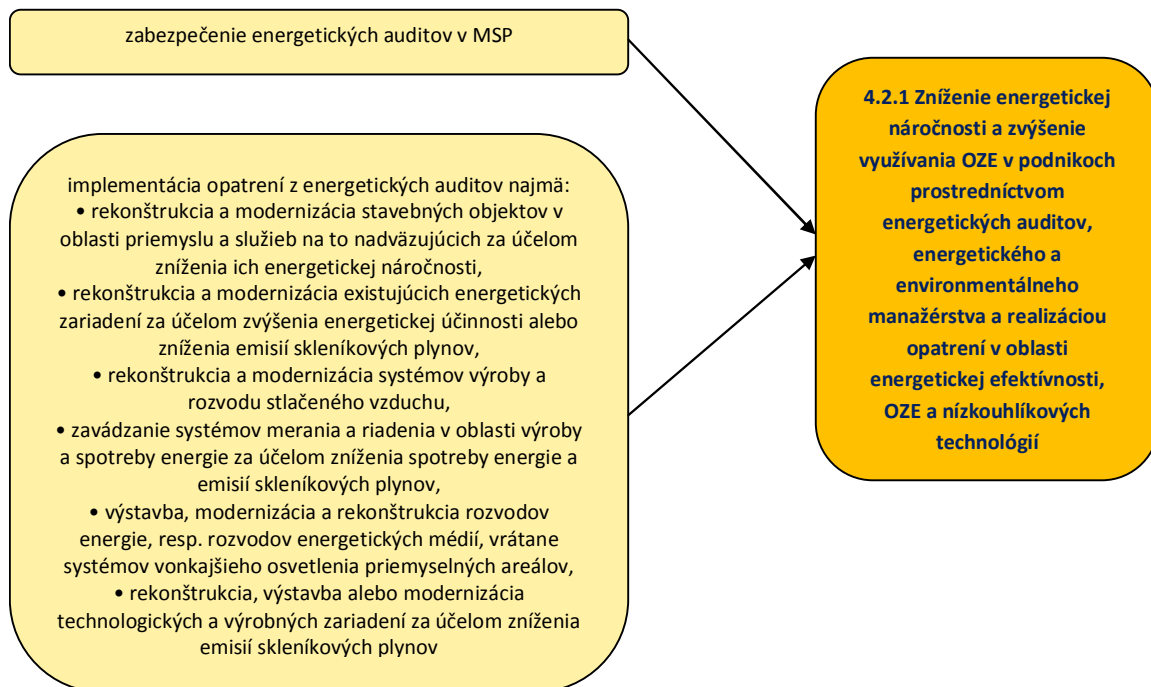 zabezpečenie energetických auditov v MSP
implementácia opatrení z energetických auditov najmä:
• rekonštrukcia a modernizácia stavebných objektov v
oblasti priemyslu a služieb na to nadväzujúcich za účelom
zníženia ich energetickej náročnosti,
• rekonštrukcia a modernizácia existujúcich energetických
zariadení za účelom zvýšenia energetickej účinnosti alebo
zníženia emisií skleníkových plynov,
• rekonštrukcia a modernizácia systémov výroby a
rozvodu stlačeného vzduchu,
• zavádzanie systémov merania a riadenia v oblasti výroby
a spotreby energie za účelom zníženia spotreby energie a
emisií skleníkových plynov,
• výstavba, modernizácia a rekonštrukcia rozvodov
energie, resp. rozvodov energetických médií, vrátane
systémov vonkajšieho osvetlenia priemyselných areálov,
• rekonštrukcia, výstavba alebo modernizácia
technologických a výrobných zariadení za účelom zníženia
emisií skleníkových plynov
4.2.1 Zníženie energetickej
náročnosti a zvýšenie
využívania OZE v podnikoch
prostredníctvom
energetických auditov,
energetického a
environmentálneho
manažérstva a realizáciou
opatrení v oblasti
energetickej efektívnosti,
OZE a nízkouhlíkových
technológií